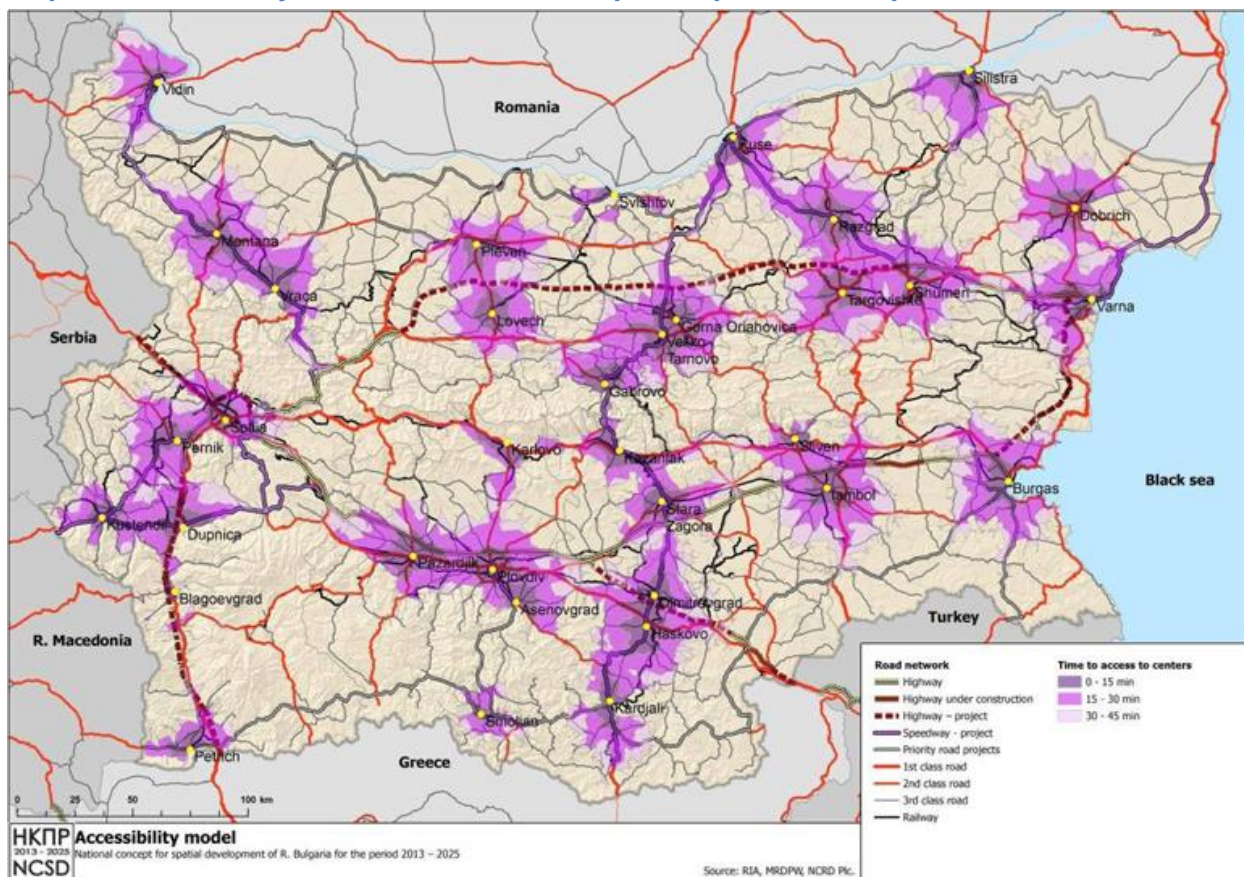 Vidin
Romania
Silistra
Ruse
Svishtov
Montana
Pleven
Razgrad
Dobrich
Vraca
Lovech
Targovishte
Shumen
Varna
Serbia
Gorna Oriahovica
Veliko
Tarnovo
Gabrovo
Sofia
Pernik
Karlovo
Kazanlak
Sliven
Kustendil
Dupnica
Stara
Zagora
Burgas
Black sea
Pazardjik
Plovdiv
Blagoevgrad
Asenovgrad
Dimitrovgrad
Haskovo
Turkey
R. Macedonia
Smolian
Kardjali
Petrich
Greece
Road network
Highway
Highway under construction
Highway – project
Speedway - project
Priority road projects
1st class road
2nd class road
3rd class road
Railway
Time to access to centers
0 - 15 min
15 - 30 min
30 - 45 min
0 25 50 100 km
НКПР
2013 - 2025
NCSD
Accessibility model
National concept for spatial development of R. Bulgaria for the period 2013 – 2025
Source: RIA, MRDPW, NCRD Plc.